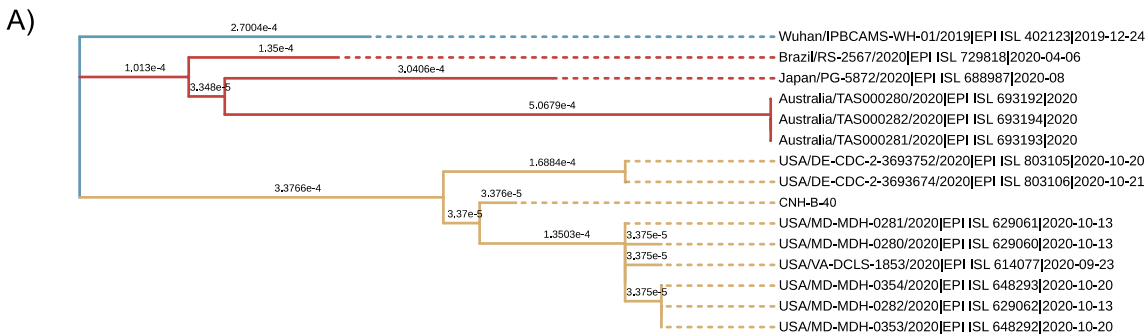 A)
2.7004e-4
Wuhan/IPBCAMS-WH-01/2019|EPI ISL 402123|2019-12-24
1.35e-4
Brazil/RS-2567/2020|EPI ISL 729818|2020-04-06
1,013e-4
3.0406e-4
Japan/PG-5872/2020|EPI ISL 688987|2020-08
3.348e-5
5.0679e-4
Australia/TAS000280/2020|EPI ISL 693192|2020
Australia/TAS000282/2020|EPI ISL 693194|2020
Australia/TAS000281/2020|EPI ISL 693193|2020
1.6884e-4
USA/DE-CDC-2-3693752/2020|EPI ISL 803105|2020-10-20
USA/DE-CDC-2-3693674/2020|EPI ISL 803106|2020-10-21
3.3766e-4
3.376e-5
CNH-B-40
3.37e-5
USA/MD-MDH-0281/2020|EPI ISL 629061|2020-10-13
1.3503e-4
3.375e-5
USA/MD-MDH-0280/2020|EPI ISL 629060|2020-10-13
3.375e-5
USA/VA-DCLS-1853/2020|EPI ISL 614077|2020-09-23
3.375e-5
USA/MD-MDH-0354/2020|EPI ISL 648293|2020-10-20
USA/MD-MDH-0282/2020|EPI ISL 629062|2020-10-13
USA/MD-MDH-0353/2020|EPI ISL 648292|2020-10-20